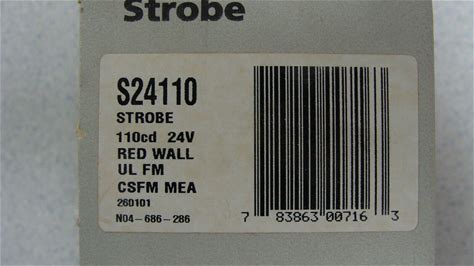 Strobe
S24110
STROBE
110cd 24V
RED WALL
UL FM
CSFM MEA
260101
N04-686-286
7 83863 00716 3